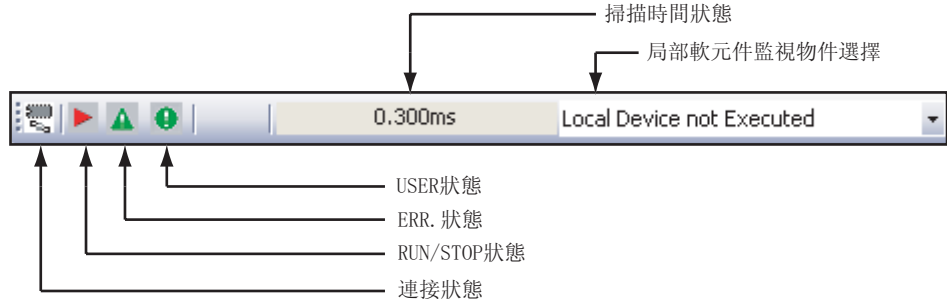 掃描時間狀態
局部軟元件監視物件選擇
0.300ms
Local Device not Executed
USER狀態
ERR.狀態
RUN/STOP狀態
連接狀態